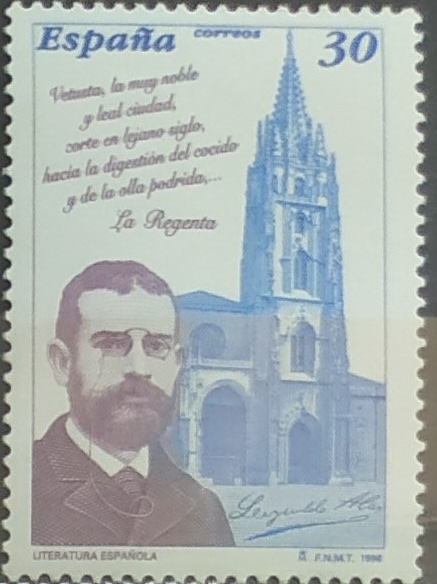 España correos 30
Vetusta, la muy noble
y leal ciudad,
corte en lejano siglo,
hacía la digestión del cocido
y de la olla podrida,...
La Regenta
Leopoldo Alas
LITERATURA ESPAÑOLA
R. F.N.M.T. 1996